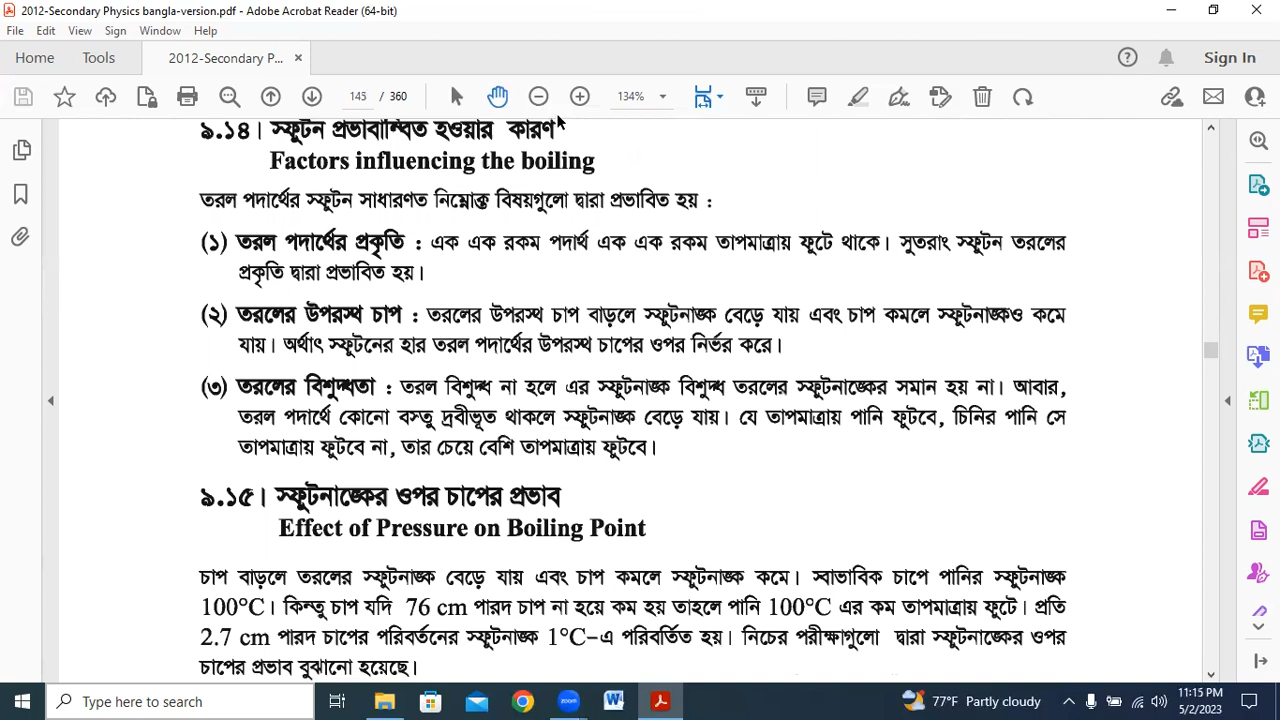 2012-Secondary Physics bangla-version.pdf - Adobe Acrobat Reader (64-bit)
File Edit View Sign Window Help
Home Tools 2012-Secondary P... × Sign In
145 / 360 134%
৯.১৪। স্ফুটন প্রভাবান্বিত হওয়ার কারণ
Factors influencing the boiling
তরল পদার্থের স্ফুটন সাধারণত নিম্নোক্ত বিষয়গুলো দ্বারা প্রভাবিত হয় :
(১) তরল পদার্থের প্রকৃতি : এক এক রকম পদার্থ এক এক রকম তাপমাত্রায় ফুটে থাকে। সুতরাং স্ফুটন তরলের
প্রকৃতি দ্বারা প্রভাবিত হয়।
(২) তরলের উপরস্থ চাপ : তরলের উপরস্থ চাপ বাড়লে স্ফুটনাঙ্ক বেড়ে যায় এবং চাপ কমলে স্ফুটনাঙ্কও কমে
যায়। অর্থাৎ স্ফুটনের হার তরল পদার্থের উপরস্থ চাপের ওপর নির্ভর করে।
(৩) তরলের বিশুদ্ধতা : তরল বিশুদ্ধ না হলে এর স্ফুটনাঙ্ক বিশুদ্ধ তরলের স্ফুটনাঙ্কের সমান হয় না। আবার,
তরল পদার্থে কোনো বস্তু দ্রবীভূত থাকলে স্ফুটনাঙ্ক বেড়ে যায়। যে তাপমাত্রায় পানি ফুটবে, চিনির পানি সে
তাপমাত্রায় ফুটবে না, তার চেয়ে বেশি তাপমাত্রায় ফুটবে।
৯.১৫। স্ফুটনাঙ্কের ওপর চাপের প্রভাব
Effect of Pressure on Boiling Point
চাপ বাড়লে তরলের স্ফুটনাঙ্ক বেড়ে যায় এবং চাপ কমলে স্ফুটনাঙ্ক কমে। স্বাভাবিক চাপে পানির স্ফুটনাঙ্ক
100°C। কিন্তু চাপ যদি 76 cm পারদ চাপ না হয়ে কম হয় তাহলে পানি 100°C এর কম তাপমাত্রায় ফুটে। প্রতি
2.7 cm পারদ চাপের পরিবর্তনের স্ফুটনাঙ্ক 1°C-এ পরিবর্তিত হয়। নিচের পরীক্ষাগুলো দ্বারা স্ফুটনাঙ্কের ওপর
চাপের প্রভাব বুঝানো হয়েছে।
Type here to search
zoom
77°F Partly cloudy
11:15 PM
5/2/2023